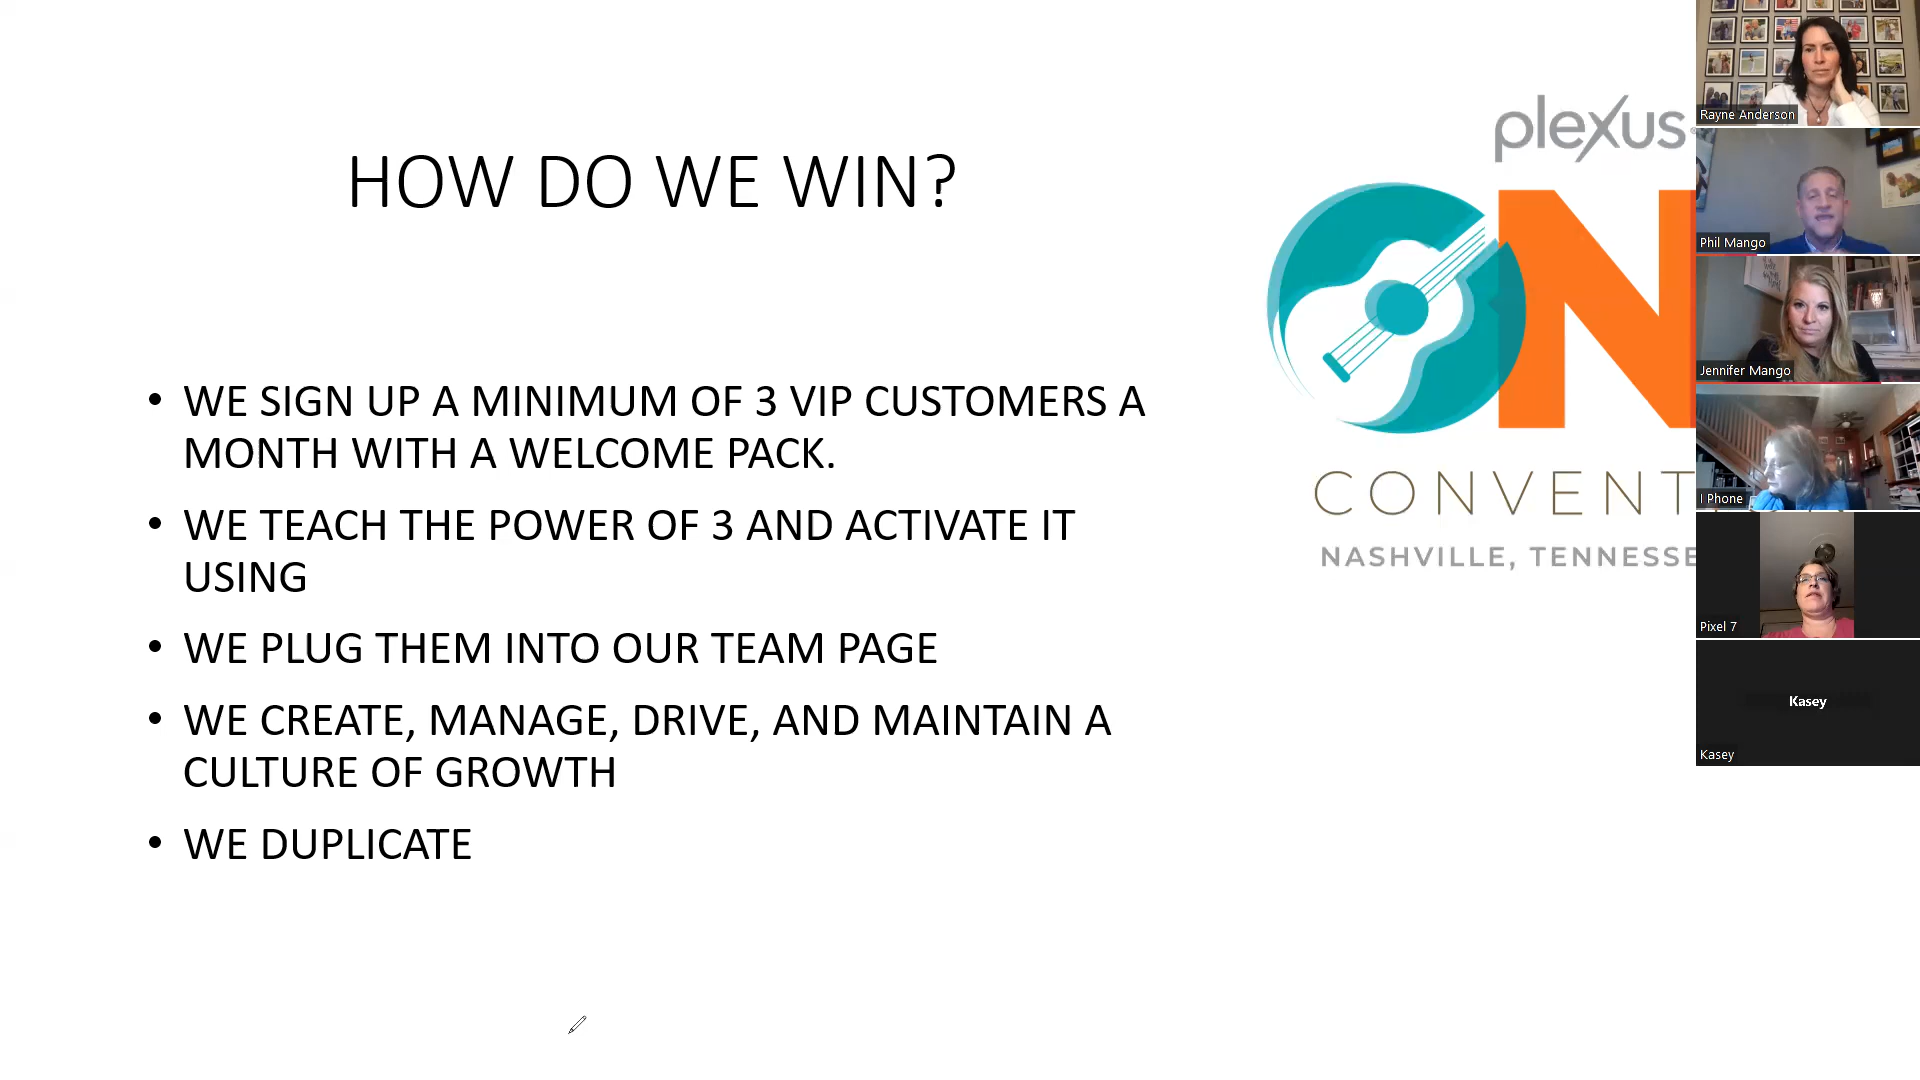 HOW DO WE WIN?
• WE SIGN UP A MINIMUM OF 3 VIP CUSTOMERS A
MONTH WITH A WELCOME PACK.
• WE TEACH THE POWER OF 3 AND ACTIVATE IT
USING
• WE PLUG THEM INTO OUR TEAM PAGE
• WE CREATE, MANAGE, DRIVE, AND MAINTAIN A
CULTURE OF GROWTH
• WE DUPLICATE
plexus
ON
CONVENT
NASHVILLE, TENNESSE
Rayne Anderson
Phil Mango
Jennifer Mango
I Phone
Pixel 7
Kasey
Kasey